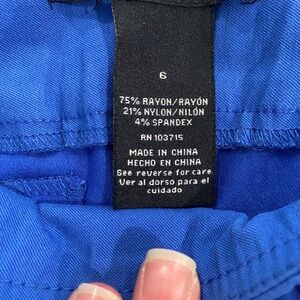 6
75% RAYON/RAYÓN
21% NYLON/NILÓN
4% SPANDEX
RN 103715
MADE IN CHINA
HECHO EN CHINA
See reverse for care
Ver al dorso para el
cuidado